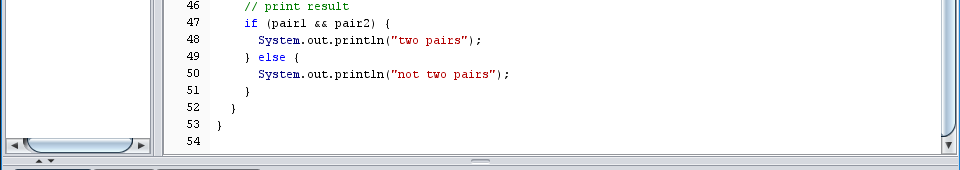 46 // print result
47 if (pair1 && pair2) {
48 System.out.println("two pairs");
49 } else {
50 System.out.println("not two pairs");
51 }
52 }
53 }
54